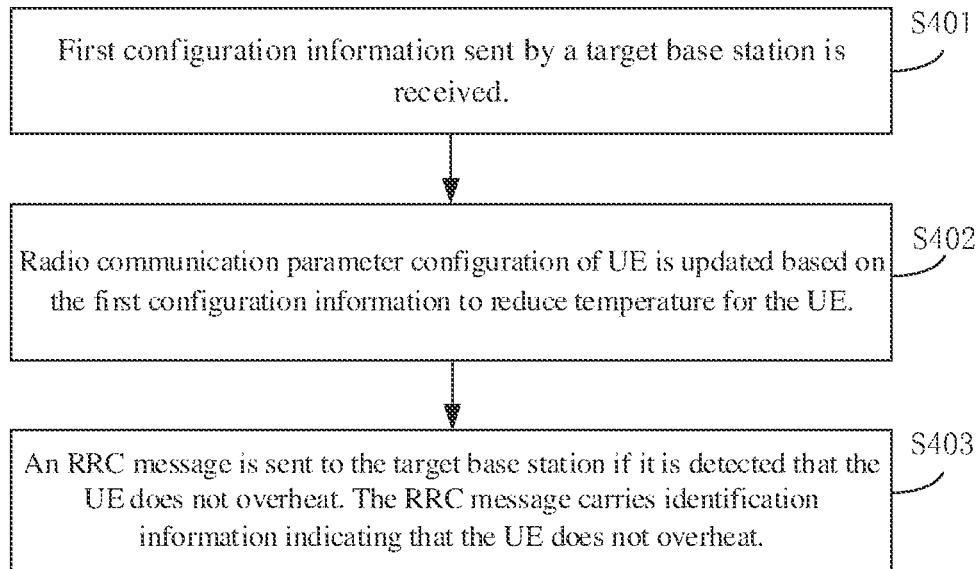 S401
First configuration information sent by a target base station is
received.
S402
Radio communication parameter configuration of UE is updated based on
the first configuration information to reduce temperature for the UE.
S403
An RRC message is sent to the target base station if it is detected that the
UE does not overheat. The RRC message carries identification
information indicating that the UE does not overheat.